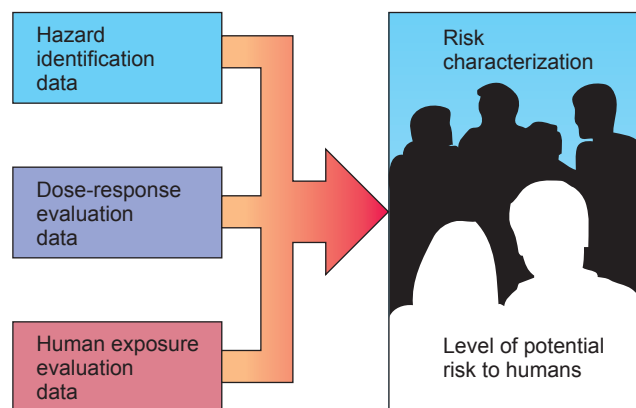 Hazard
identification
data
Dose-response
evaluation
data
Human exposure
evaluation
data
Risk
characterization
Level of potential
risk to humans